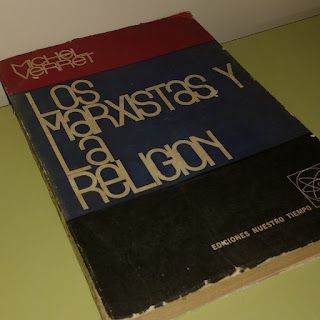 MICHEL
VERRET
LOS
MARXISTAS Y
LA
RELIGION
EDICIONES NUESTRO TIEMPO